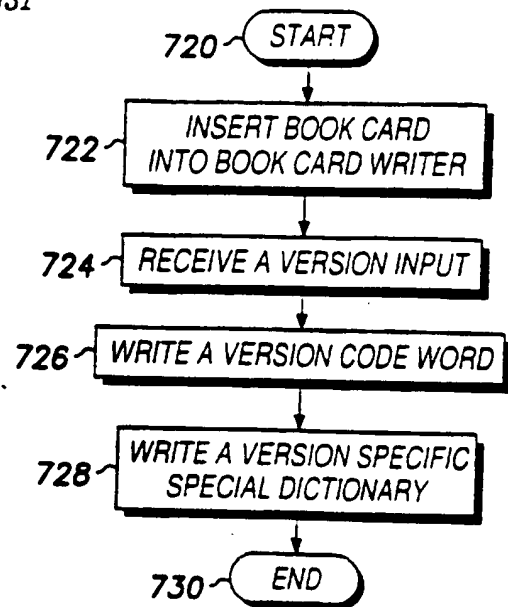 720 START
722 INSERT BOOK CARD
INTO BOOK CARD WRITER
724 RECEIVE A VERSION INPUT
726 WRITE A VERSION CODE WORD
728 WRITE A VERSION SPECIFIC
SPECIAL DICTIONARY
730 END